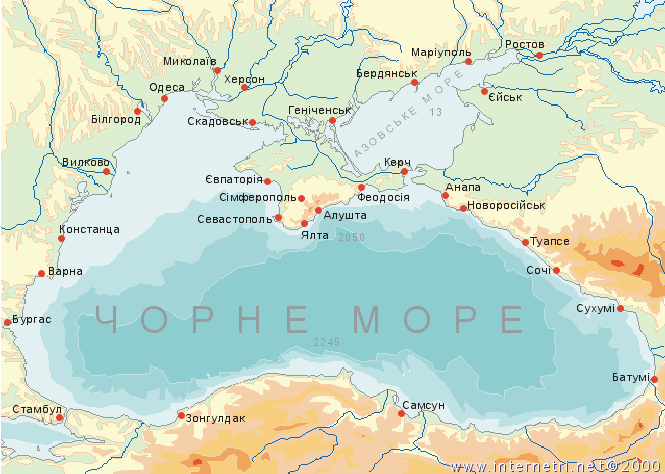 Ростов
Маріуполь
Миколаїв
Бердянськ
Херсон
Одеса
АЗОВСЬКЕ МОРЕ
Єйськ
Геніченськ
13
Білгород
Скадовськ
Вилково
Керч
Євпаторія
Анапа
Сімферополь
Феодосія
Новоросійськ
Севастополь
Алушта
Констанца
Ялта
2050
Туапсе
Варна
Сочі
Сухумі
Бургас
ЧОРНЕ МОРЕ
2245
Батумі
Стамбул
Зонгулдак
Самсун
www.internetri.net©2000